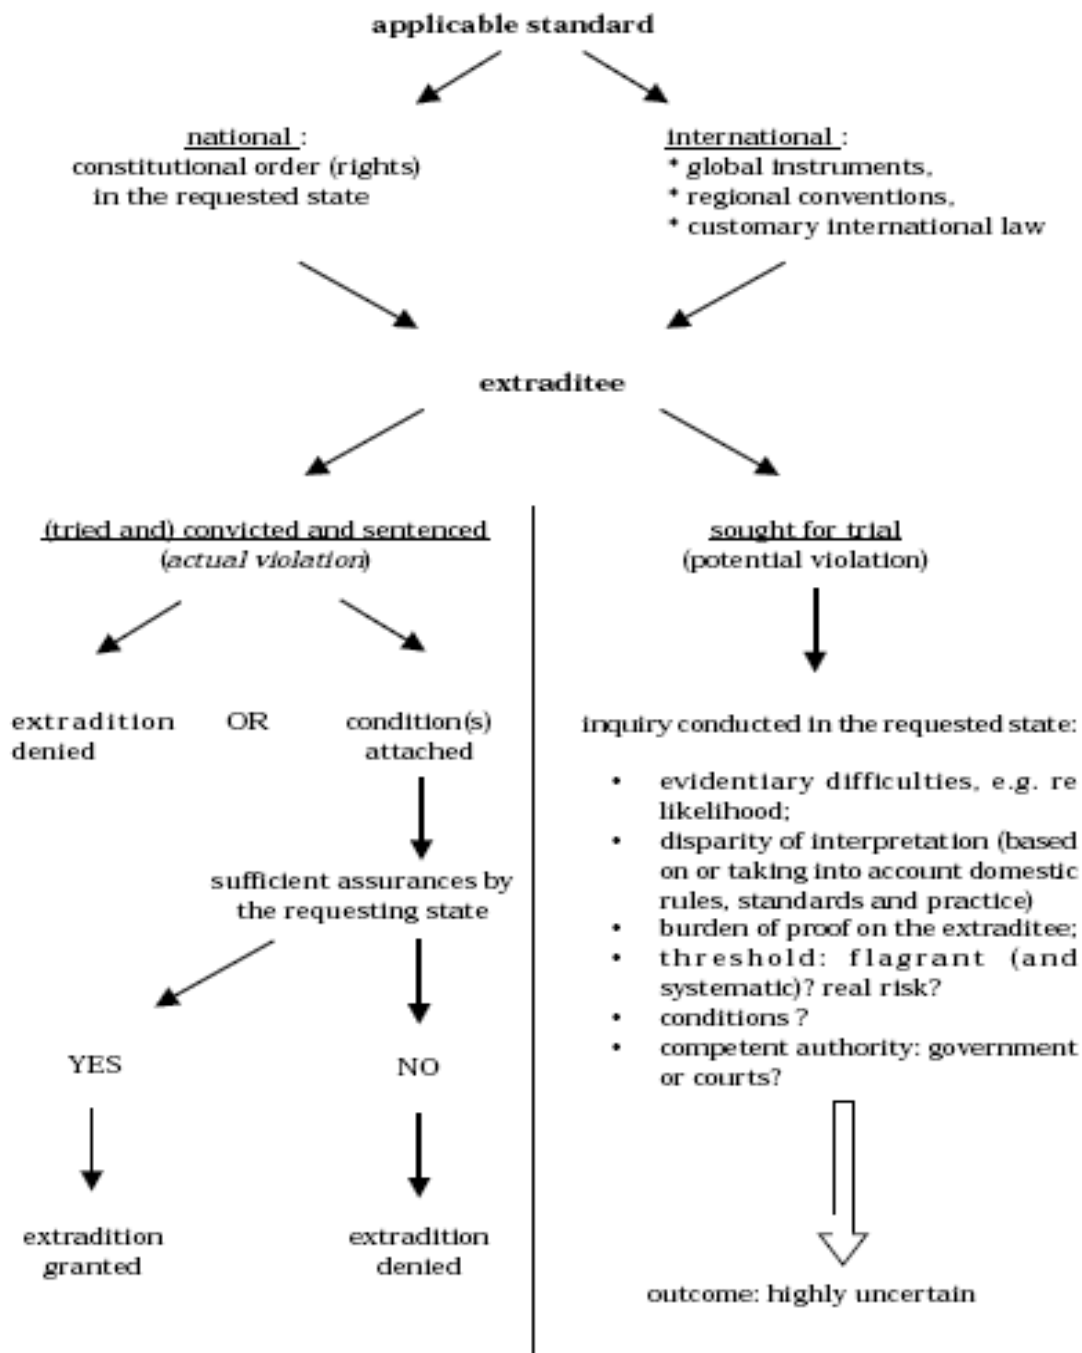 applicable standard
national :
constitutional order (rights)
in the requested state
international :
* global instruments,
* regional conventions,
* customary international law
extraditee
(tried and) convicted and sentenced
(actual violation)
extradition
denied
OR
condition(s)
attached
sufficient assurances by
the requesting state
YES
NO
extradition
granted
extradition
denied
sought for trial
(potential violation)
inquiry conducted in the requested state:
• evidentiary difficulties, e.g. re
likelihood;
• disparity of interpretation (based
on or taking into account domestic
rules, standards and practice)
• burden of proof on the extraditee;
• threshold: flagrant (and
systematic)? real risk?
• conditions ?
• competent authority: government
or courts?
outcome: highly uncertain